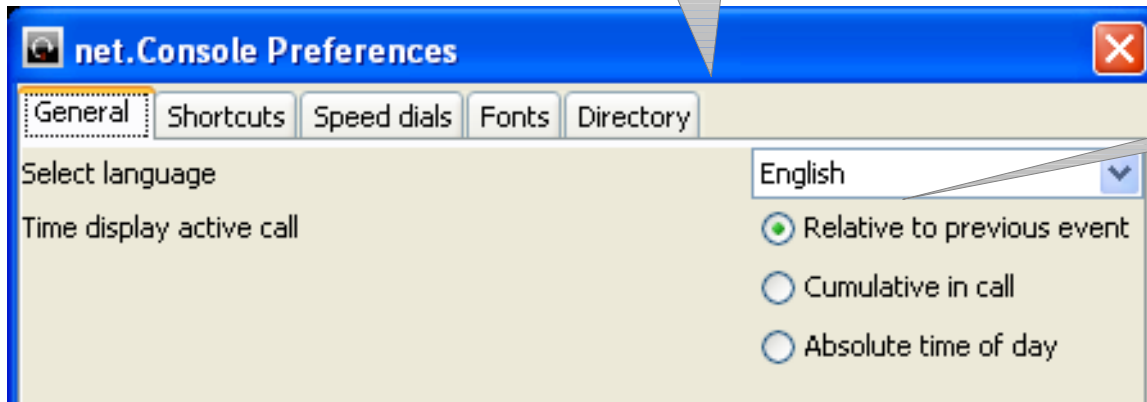 net.Console Preferences
General Shortcuts Speed dials Fonts Directory
Select language English
Time display active call Relative to previous event
Cumulative in call
Absolute time of day